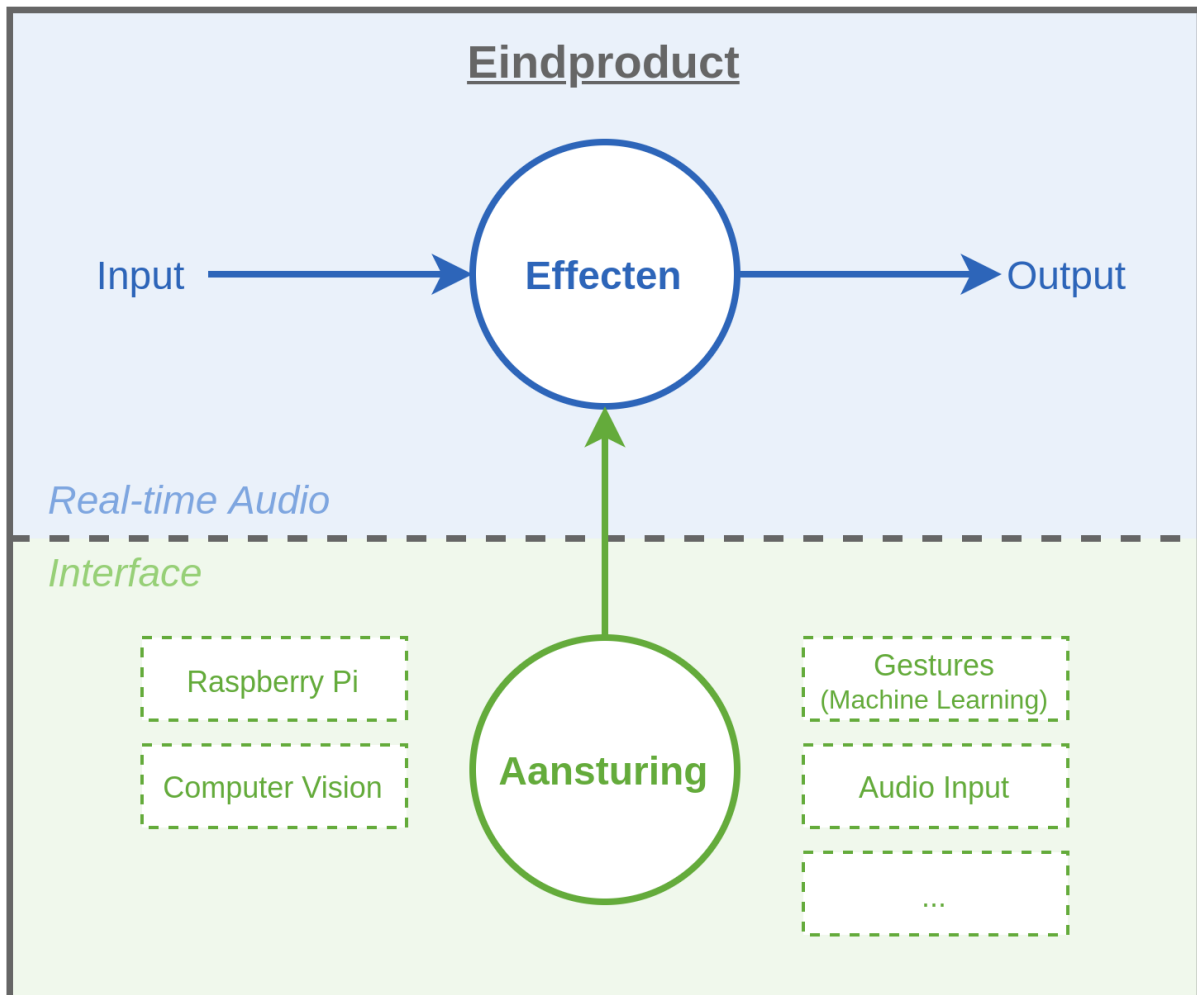 Eindproduct
Input
Effecten
Output
Real-time Audio
Interface
Raspberry Pi
Computer Vision
Aansturing
Gestures
(Machine Learning)
Audio Input
...